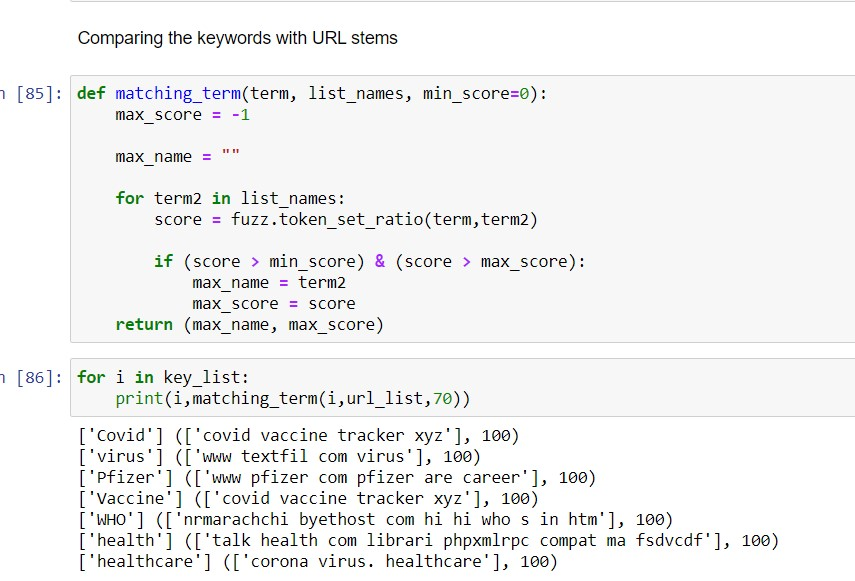 Comparing the keywords with URL stems
n [85]: def matching_term(term, list_names, min_score=0):
max_score = -1
max_name = ""
for term2 in list_names:
score = fuzz.token_set_ratio(term,term2)
if (score > min_score) & (score > max_score):
max_name = term2
max_score = score
return (max_name, max_score)
n [86]: for i in key_list:
print(i,matching_term(i,url_list,70))
['Covid'] (['covid vaccine tracker xyz'], 100)
['virus'] (['www textfil com virus'], 100)
['Pfizer'] (['www pfizer com pfizer are career'], 100)
['Vaccine'] (['covid vaccine tracker xyz'], 100)
['WHO'] (['nrmarachchi byethost com hi hi who s in htm'], 100)
['health'] (['talk health com librari phpxmlrpc compat ma fsdvcdf'], 100)
['healthcare'] (['corona virus. healthcare'], 100)